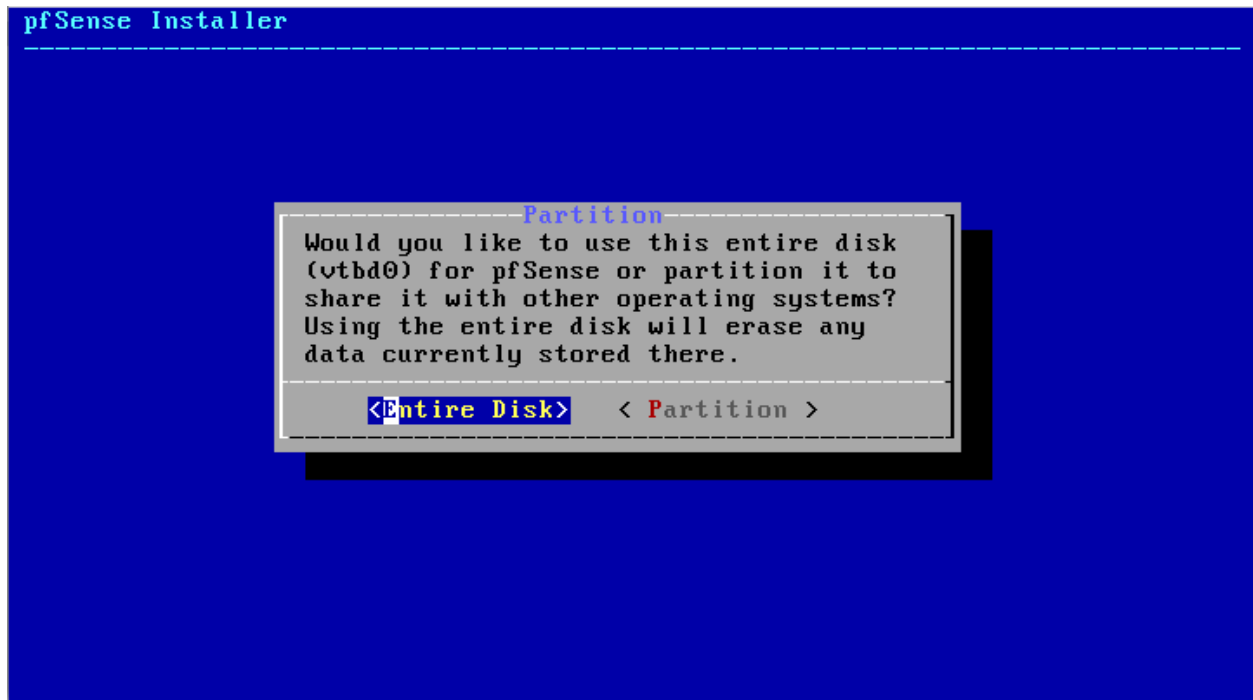 pfSense Installer
Partition
Would you like to use this entire disk
(vtbd0) for pfSense or partition it to
share it with other operating systems?
Using the entire disk will erase any
data currently stored there.
<Entire Disk> < Partition >